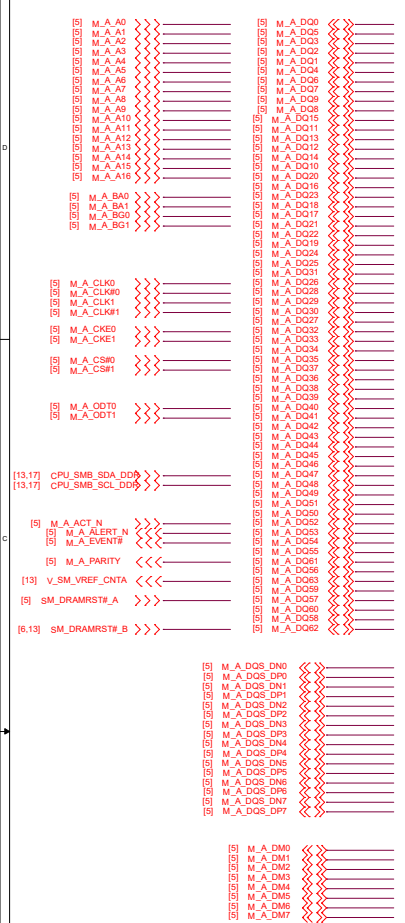 [5] M_A_A0
[5] M_A_A1
[5] M_A_A2
[5] M_A_A3
[5] M_A_A4
[5] M_A_A5
[5] M_A_A6
[5] M_A_A7
[5] M_A_A8
[5] M_A_A9
[5] M_A_A10
[5] M_A_A11
[5] M_A_A12
[5] M_A_A13
[5] M_A_A14
[5] M_A_A15
[5] M_A_A16
D
[5] M_A_BA0
[5] M_A_BA1
[5] M_A_BG0
[5] M_A_BG1
[5] M_A_CLK0
[5] M_A_CLK#0
[5] M_A_CLK1
[5] M_A_CLK#1
[5] M_A_CKE0
[5] M_A_CKE1
[5] M_A_CS#0
[5] M_A_CS#1
[5] M_A_ODT0
[5] M_A_ODT1
[13,17] CPU_SMB_SDA_DDR
[13,17] CPU_SMB_SCL_DDR
[5] M_A_ACT_N
[5] M_A_ALERT_N
[5] M_A_EVENT#
C
[5] M_A_PARITY
[13] V_SM_VREF_CNTA
[5] SM_DRAMRST#_A
[6,13] SM_DRAMRST#_B
[5] M_A_DQ0
[5] M_A_DQ5
[5] M_A_DQ3
[5] M_A_DQ2
[5] M_A_DQ1
[5] M_A_DQ4
[5] M_A_DQ6
[5] M_A_DQ7
[5] M_A_DQ9
[5] M_A_DQ8
[5] M_A_DQ15
[5] M_A_DQ11
[5] M_A_DQ13
[5] M_A_DQ12
[5] M_A_DQ14
[5] M_A_DQ10
[5] M_A_DQ20
[5] M_A_DQ16
[5] M_A_DQ23
[5] M_A_DQ18
[5] M_A_DQ17
[5] M_A_DQ21
[5] M_A_DQ22
[5] M_A_DQ19
[5] M_A_DQ24
[5] M_A_DQ25
[5] M_A_DQ31
[5] M_A_DQ26
[5] M_A_DQ28
[5] M_A_DQ29
[5] M_A_DQ30
[5] M_A_DQ27
[5] M_A_DQ32
[5] M_A_DQ33
[5] M_A_DQ34
[5] M_A_DQ35
[5] M_A_DQ37
[5] M_A_DQ36
[5] M_A_DQ38
[5] M_A_DQ39
[5] M_A_DQ40
[5] M_A_DQ41
[5] M_A_DQ42
[5] M_A_DQ43
[5] M_A_DQ44
[5] M_A_DQ45
[5] M_A_DQ46
[5] M_A_DQ47
[5] M_A_DQ48
[5] M_A_DQ49
[5] M_A_DQ51
[5] M_A_DQ50
[5] M_A_DQ52
[5] M_A_DQ53
[5] M_A_DQ54
[5] M_A_DQ55
[5] M_A_DQ61
[5] M_A_DQ56
[5] M_A_DQ63
[5] M_A_DQ59
[5] M_A_DQ57
[5] M_A_DQ60
[5] M_A_DQ58
[5] M_A_DQ62
[5] M_A_DQS_DN0
[5] M_A_DQS_DP0
[5] M_A_DQS_DN1
[5] M_A_DQS_DP1
[5] M_A_DQS_DN2
[5] M_A_DQS_DP2
[5] M_A_DQS_DN3
[5] M_A_DQS_DP3
[5] M_A_DQS_DN4
[5] M_A_DQS_DP4
[5] M_A_DQS_DN5
[5] M_A_DQS_DP5
[5] M_A_DQS_DN6
[5] M_A_DQS_DP6
[5] M_A_DQS_DN7
[5] M_A_DQS_DP7
[5] M_A_DM0
[5] M_A_DM1
[5] M_A_DM2
[5] M_A_DM3
[5] M_A_DM4
[5] M_A_DM5
[5] M_A_DM6
[5] M_A_DM7